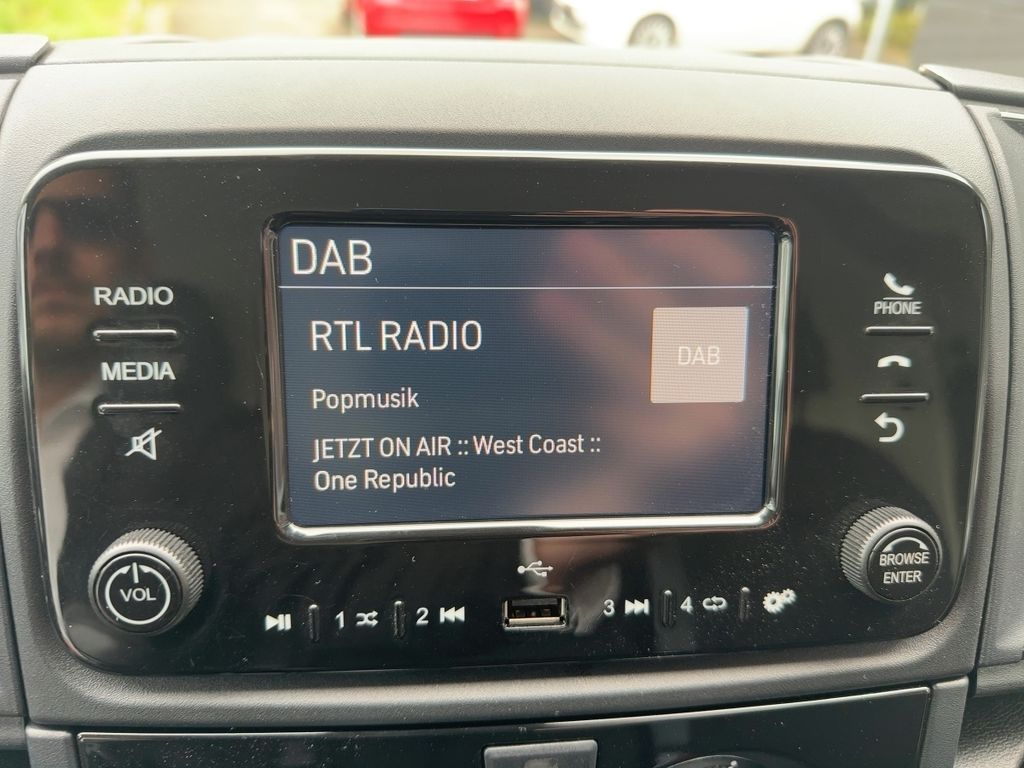 DAB
RADIO
RTL RADIO
DAB
PHONE
MEDIA
Popmusik
JETZT ON AIR :: West Coast ::
One Republic
VOL
BROWSE
ENTER
1
2
3
4